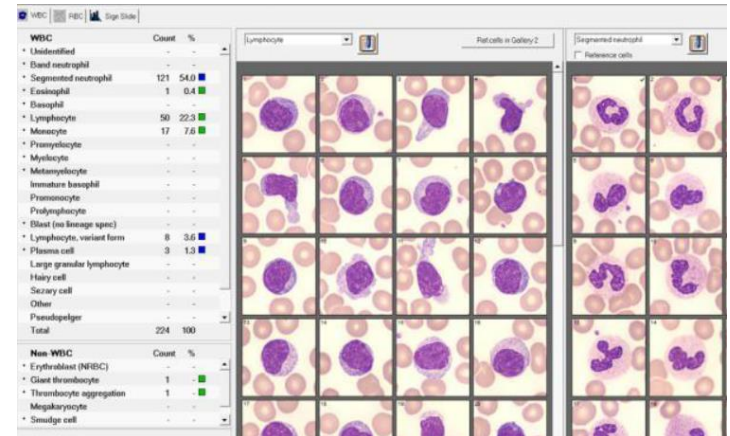 WBC RBC Sign Slide
WBC Count %
* Unidentified - -
* Band neutrophil - -
* Segmented neutrophil 121 54.0
* Eosinophil 1 0.4
* Basophil - -
* Lymphocyte 50 22.3
* Monocyte 17 7.6
* Promyelocyte - -
* Myelocyte - -
* Metamyelocyte - -
Immature basophil - -
Promonocyte - -
Prolymphocyte - -
* Blast (no lineage spec) - -
* Lymphocyte, variant form 8 3.6
* Plasma cell 3 1.3
Large granular lymphocyte - -
Hairy cell - -
Sezary cell - -
Other - -
Pseudopelger - -
Total 224 100
Non-WBC Count %
* Erythroblast (NRBC) - -
* Giant thrombocyte 1 -
* Thrombocyte aggregation 1 -
Megakaryocyte - -
* Smudge cell - -
Lymphocyte
Ref.cells in Gallery 2
Segmented neutrophil
Reference cells